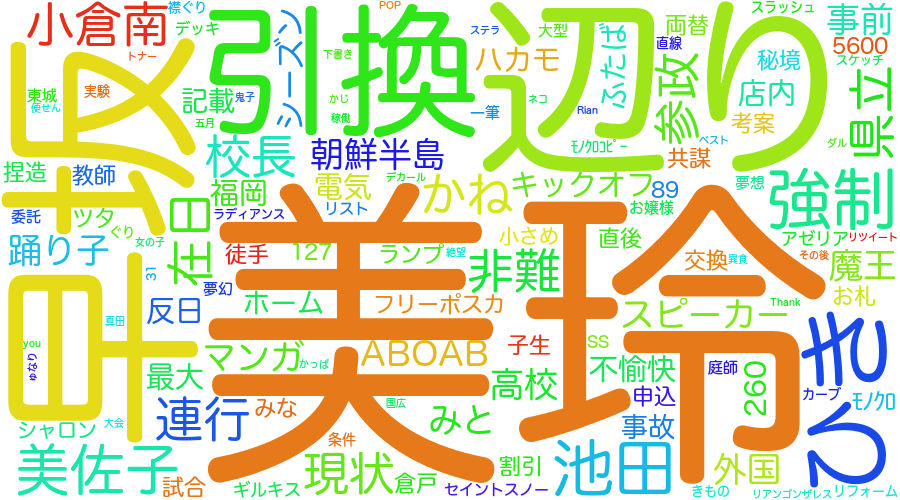 襟ぐり
POP
小倉南
デッキ
トナー
引換
シーズン
下書き
ステラ
ハカモ
大型
ふたば
辺り
両替
直線
スラッシュ
秘境
スケッチ
事前
5600
早取
東城
実験
便せん
記載
鬼子
五月
かじ
稼働
一筆
ネコ
Rian
参政
店内
県立
捏造
教師
校長
朝鮮半島
ﾓﾉｸﾛｺﾋﾟｰ
共謀
ベスト
考案
ダル
委託
ツタ
ぐり
福岡
電気
デカール
かね
キックオフ
89
夢想
強制
踊り子
女の子
在日
ラディアンス
リスト
小さめ
お嬢様
直後
アゼリア
リツイート
徒手
127
ランプ
絶望
非難
交換
異食
その後
魔王
31
反日
夢幻
美玲
ホーム
フリーポスカ
スピーカー
Thank
お札
you
真田
マンガ
ABOAB
子生
SS
ゆなり
最大
かっぱ
高校
不愉快
庭師
260
ひき
シャロン
大会
連行
みな
国広
みと
申込
カーブ
ﾓﾉｸﾛ
美佐子
条件
事故
試合
現状
割引
池田
外国
ギルキス
倉戸
セイントスノー
きもの
リアンゴンザレス
リフォーム